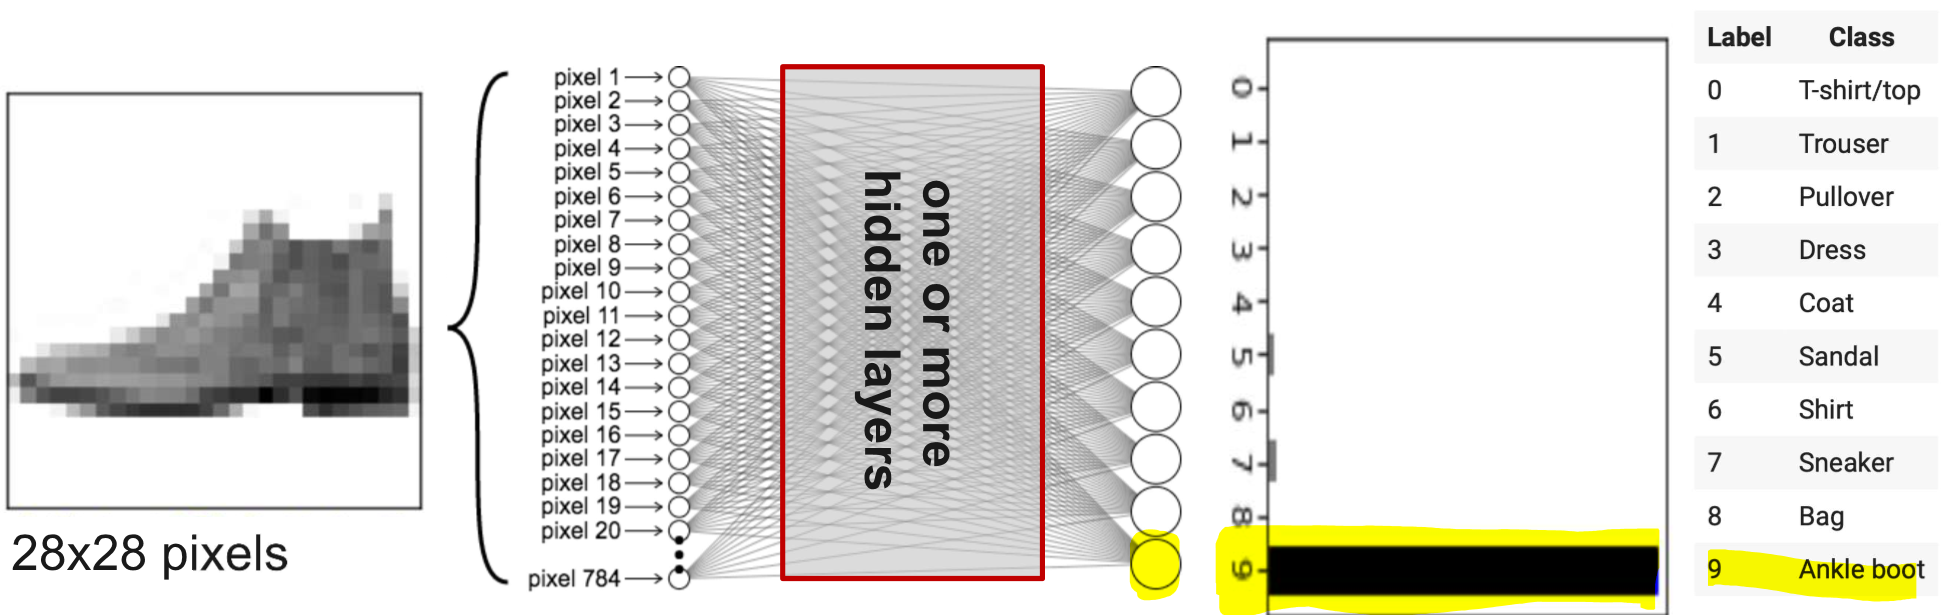 28x28 pixels
pixel 1
pixel 2
pixel 3
pixel 4
pixel 5
pixel 6
pixel 7
pixel 8
pixel 9
pixel 10
pixel 11
pixel 12
pixel 13
pixel 14
pixel 15
pixel 16
pixel 17
pixel 18
pixel 19
pixel 20
pixel 784
one or more
hidden layers
0
1
2
3
4
5
6
7
8
9
Label Class
0 T-shirt/top
1 Trouser
2 Pullover
3 Dress
4 Coat
5 Sandal
6 Shirt
7 Sneaker
8 Bag
9 Ankle boot